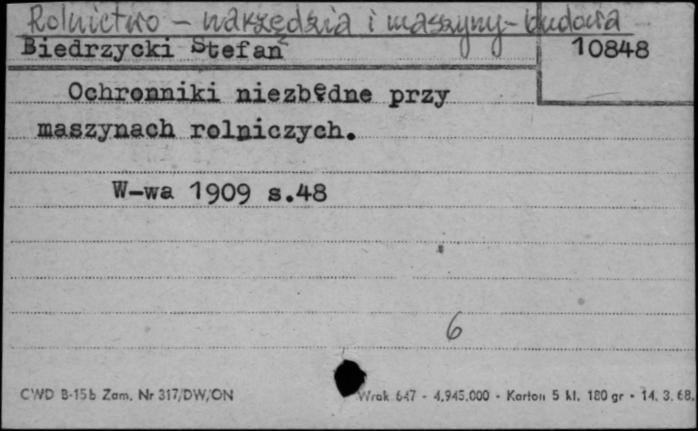 Rolnictwo - narzędzia i maszyny - budowa
Biedrzycki Stefan 10848
Ochronniki niezbędne przy
maszynach rolniczych.
W-wa 1909 s.48
6
CWD B-15b Zam. Nr 317/DW/ON Wrak 647 - 4.945.000 - Karton 5 kl. 180 gr - 14. 3. 68.